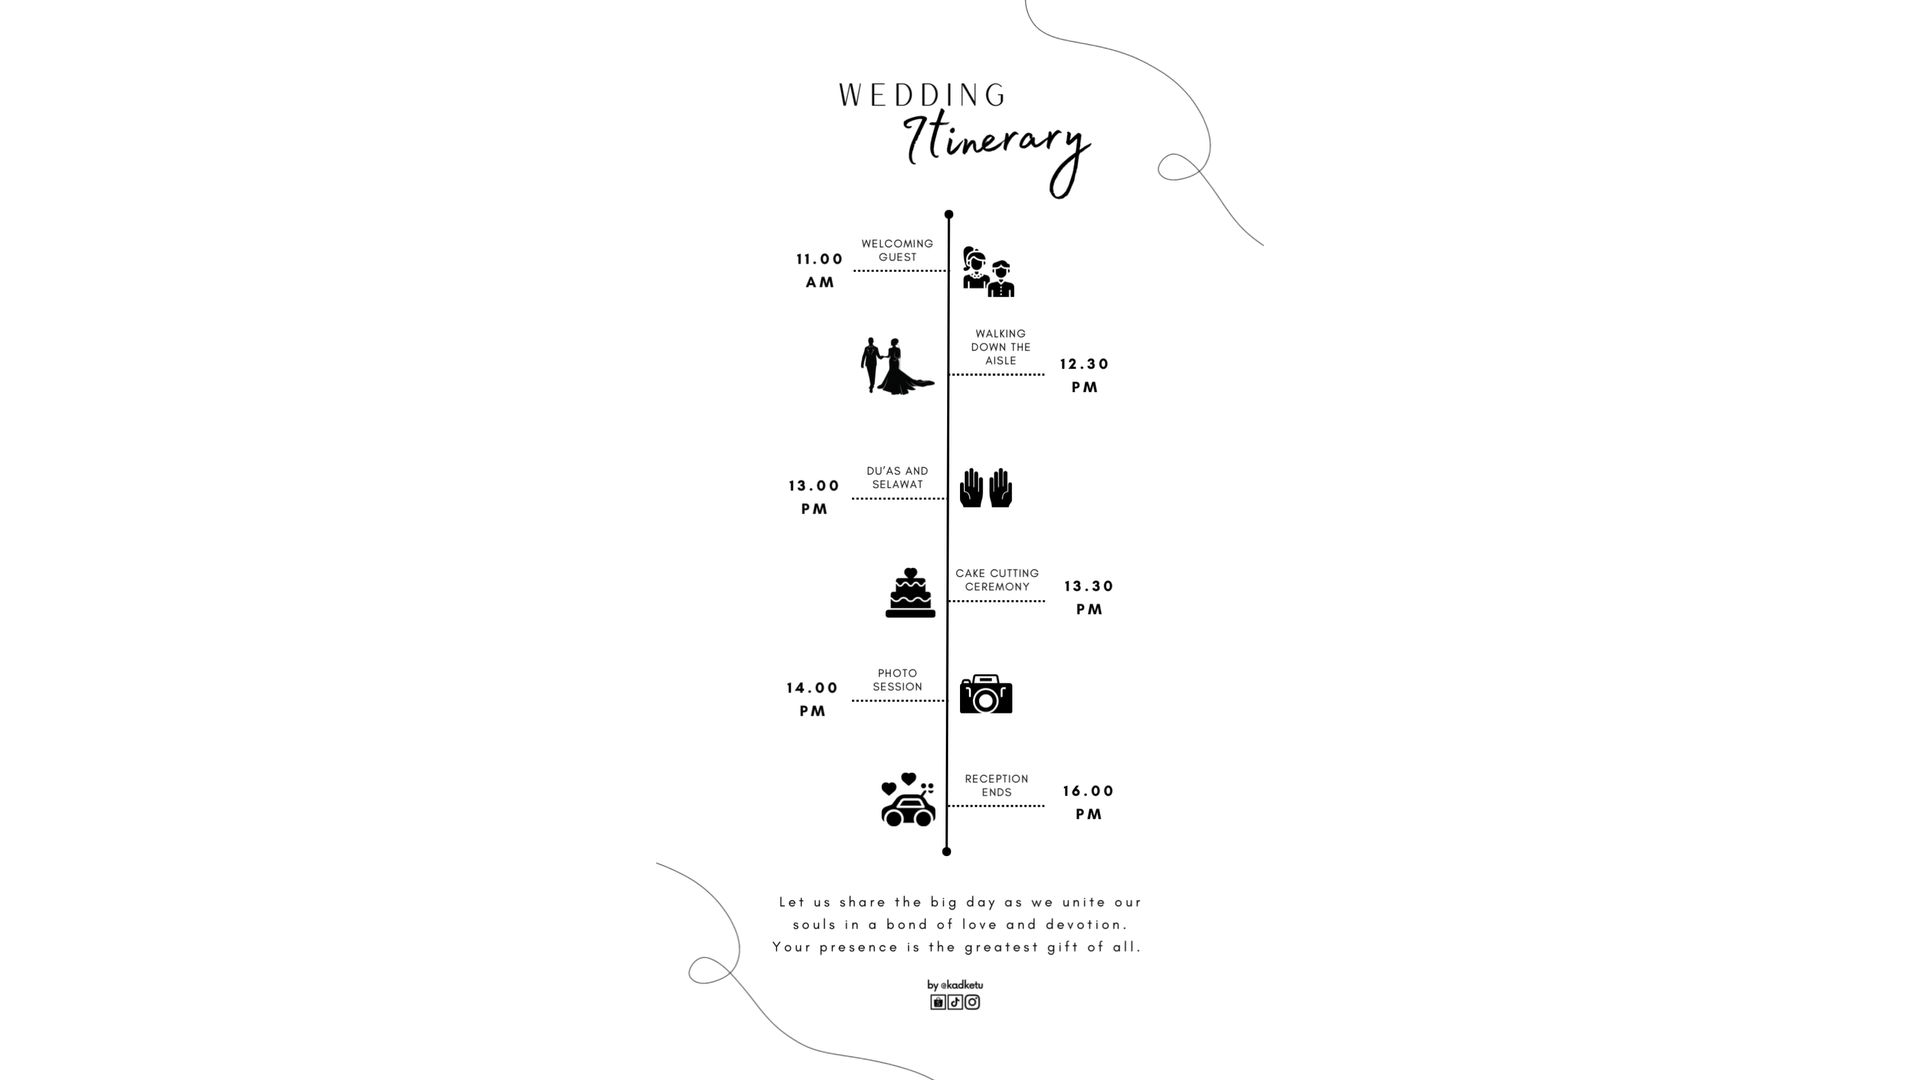 WEDDING
Itinerary
WELCOMING
GUEST
11.00
AM
WALKING
DOWN THE
AISLE
12.30
PM
DU'AS AND
SELAWAT
13.00
PM
CAKE CUTTING
CEREMONY
13.30
PM
PHOTO
SESSION
14.00
PM
RECEPTION
ENDS
16.00
PM
Let us share the big day as we unite our
souls in a bond of love and devotion.
Your presence is the greatest gift of all.
by @kadketu